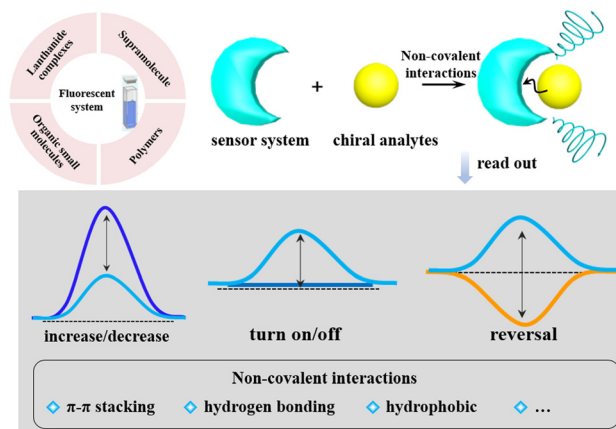 Lanthanide
complexes
Supramolecule
Fluorescent
system
Organic small
molecules
Polymers
sensor system
+
chiral analytes
Non-covalent
interactions
read out
increase/decrease
turn on/off
reversal
Non-covalent interactions
π-π stacking hydrogen bonding hydrophobic ...